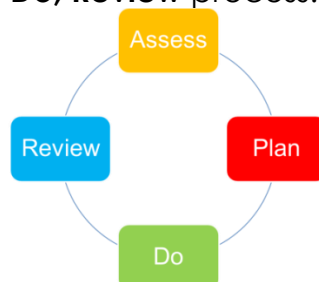 Do, Review process.
Assess
Review
Plan
Do